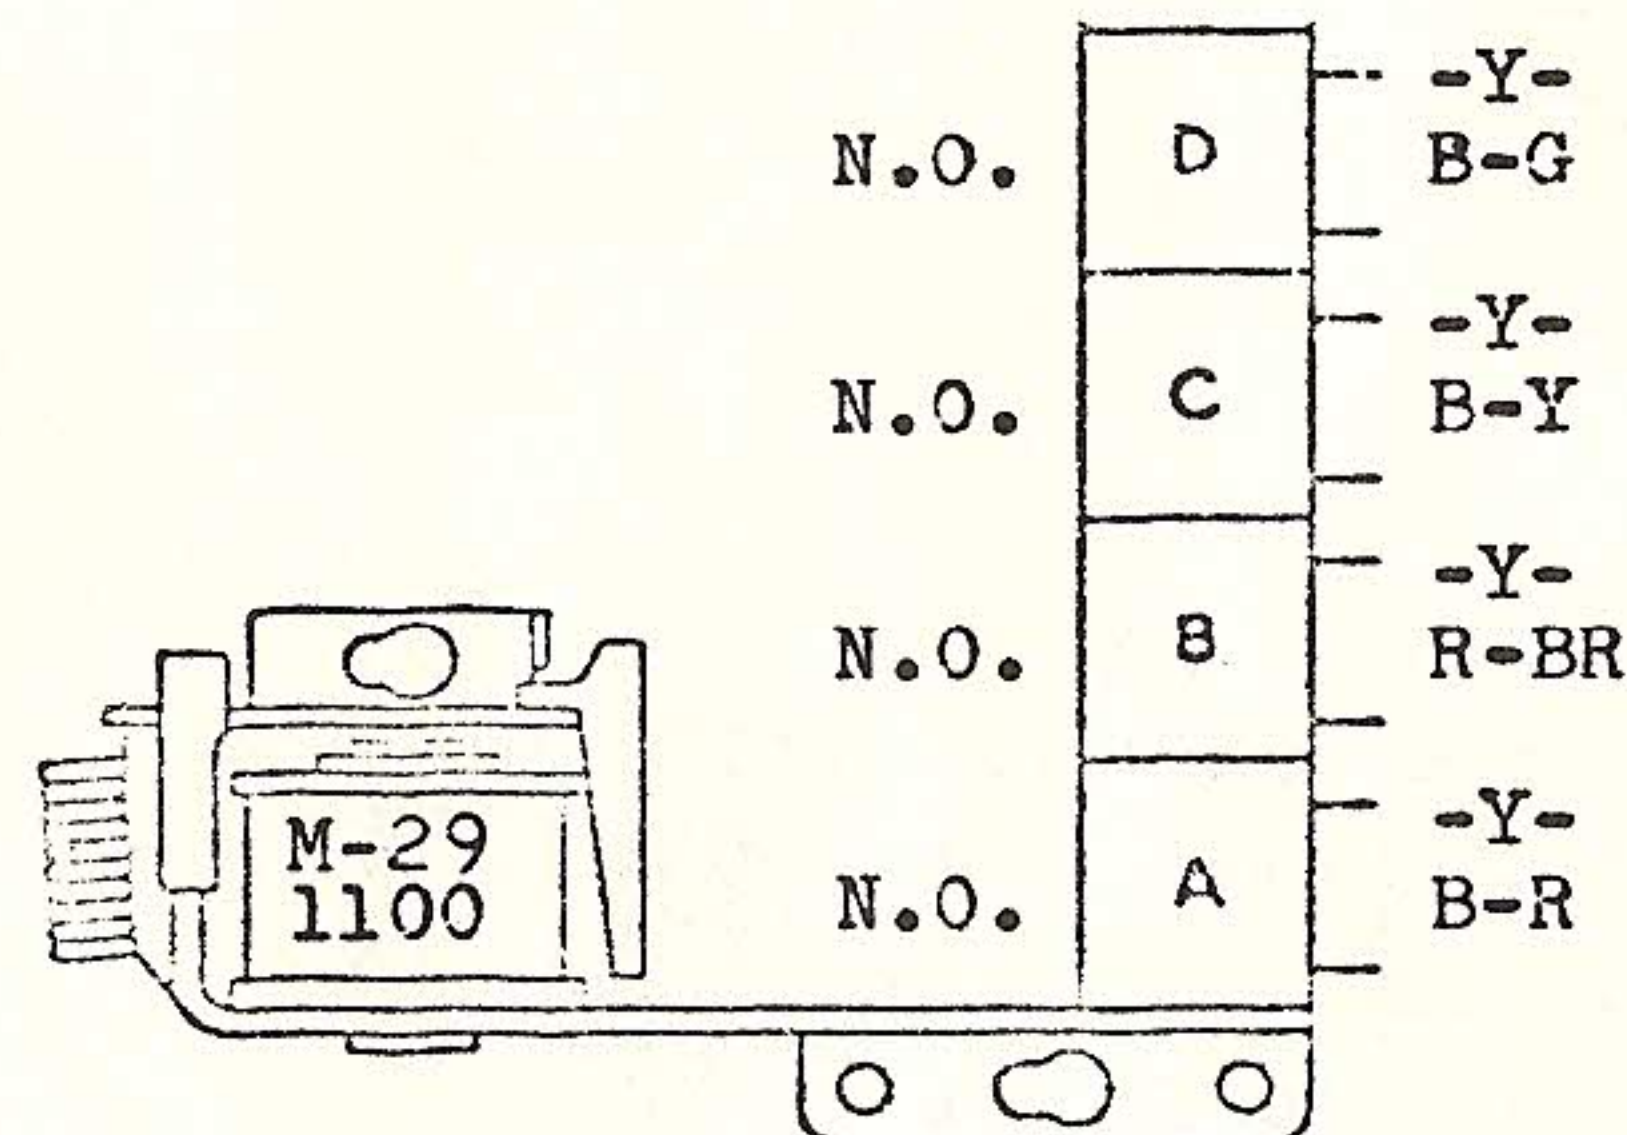 -Y-
N.O. D B-G
-Y-
N.O. C B-Y
-Y-
N.O. B R-BR
-Y-
N.O. A B-R
M-29
1100